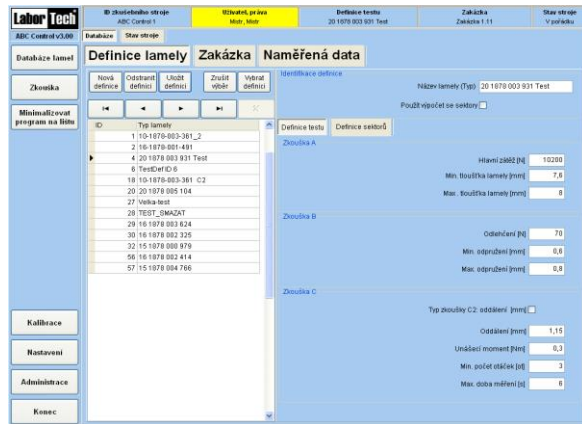 Labor Tech
ID zkušebního stroje
ABC Control 1
Uživatel, práva
Mistr, Mistr
Definice testu
20 1878 003 931 Test
Zakázka
Zakázka 1.11
Stav stroje
V pořádku
ABC Control v3.00
Databáze
Stav stroje
Databáze lamel
Zkouška
Minimalizovat
program na lištu
Kalibrace
Nastavení
Administrace
Konec
Definice lamely
Zakázka
Naměřená data
Nová
definice
Odstranit
definici
Uložit
definici
Zrušit
výběr
Vybrat
definici
ID Typ lamely
1 10-1878-003-361_2
2 16-1878-001-491
4 20 1878 003 931 Test
6 TestDef ID 6
18 10-1878-003-361 C2
20 20 1878 005 104
27 Velka-test
28 TEST_SMAZAT
29 16 1878 003 624
30 16 1878 002 325
32 15 1878 000 979
56 16 1878 002 414
57 15 1878 004 766
Identifikace definice
Název lamely (Typ) 20 1878 003 931 Test
Použít výpočet se sektory
Definice testu
Definice sektorů
Zkouška A
Hlavní zátěž [N] 10200
Min. tloušťka lamely [mm] 7,6
Max. tloušťka lamely [mm] 8
Zkouška B
Odlehčení [N] 70
Min. odpružení [mm] 0,6
Max. odpružení [mm] 0,8
Zkouška C
Typ zkoušky C2: oddálení [mm]
Oddálení [mm] 1,15
Unášecí moment [Nm] 0,3
Min. počet otáček [ot] 3
Max. doba měření [s] 6